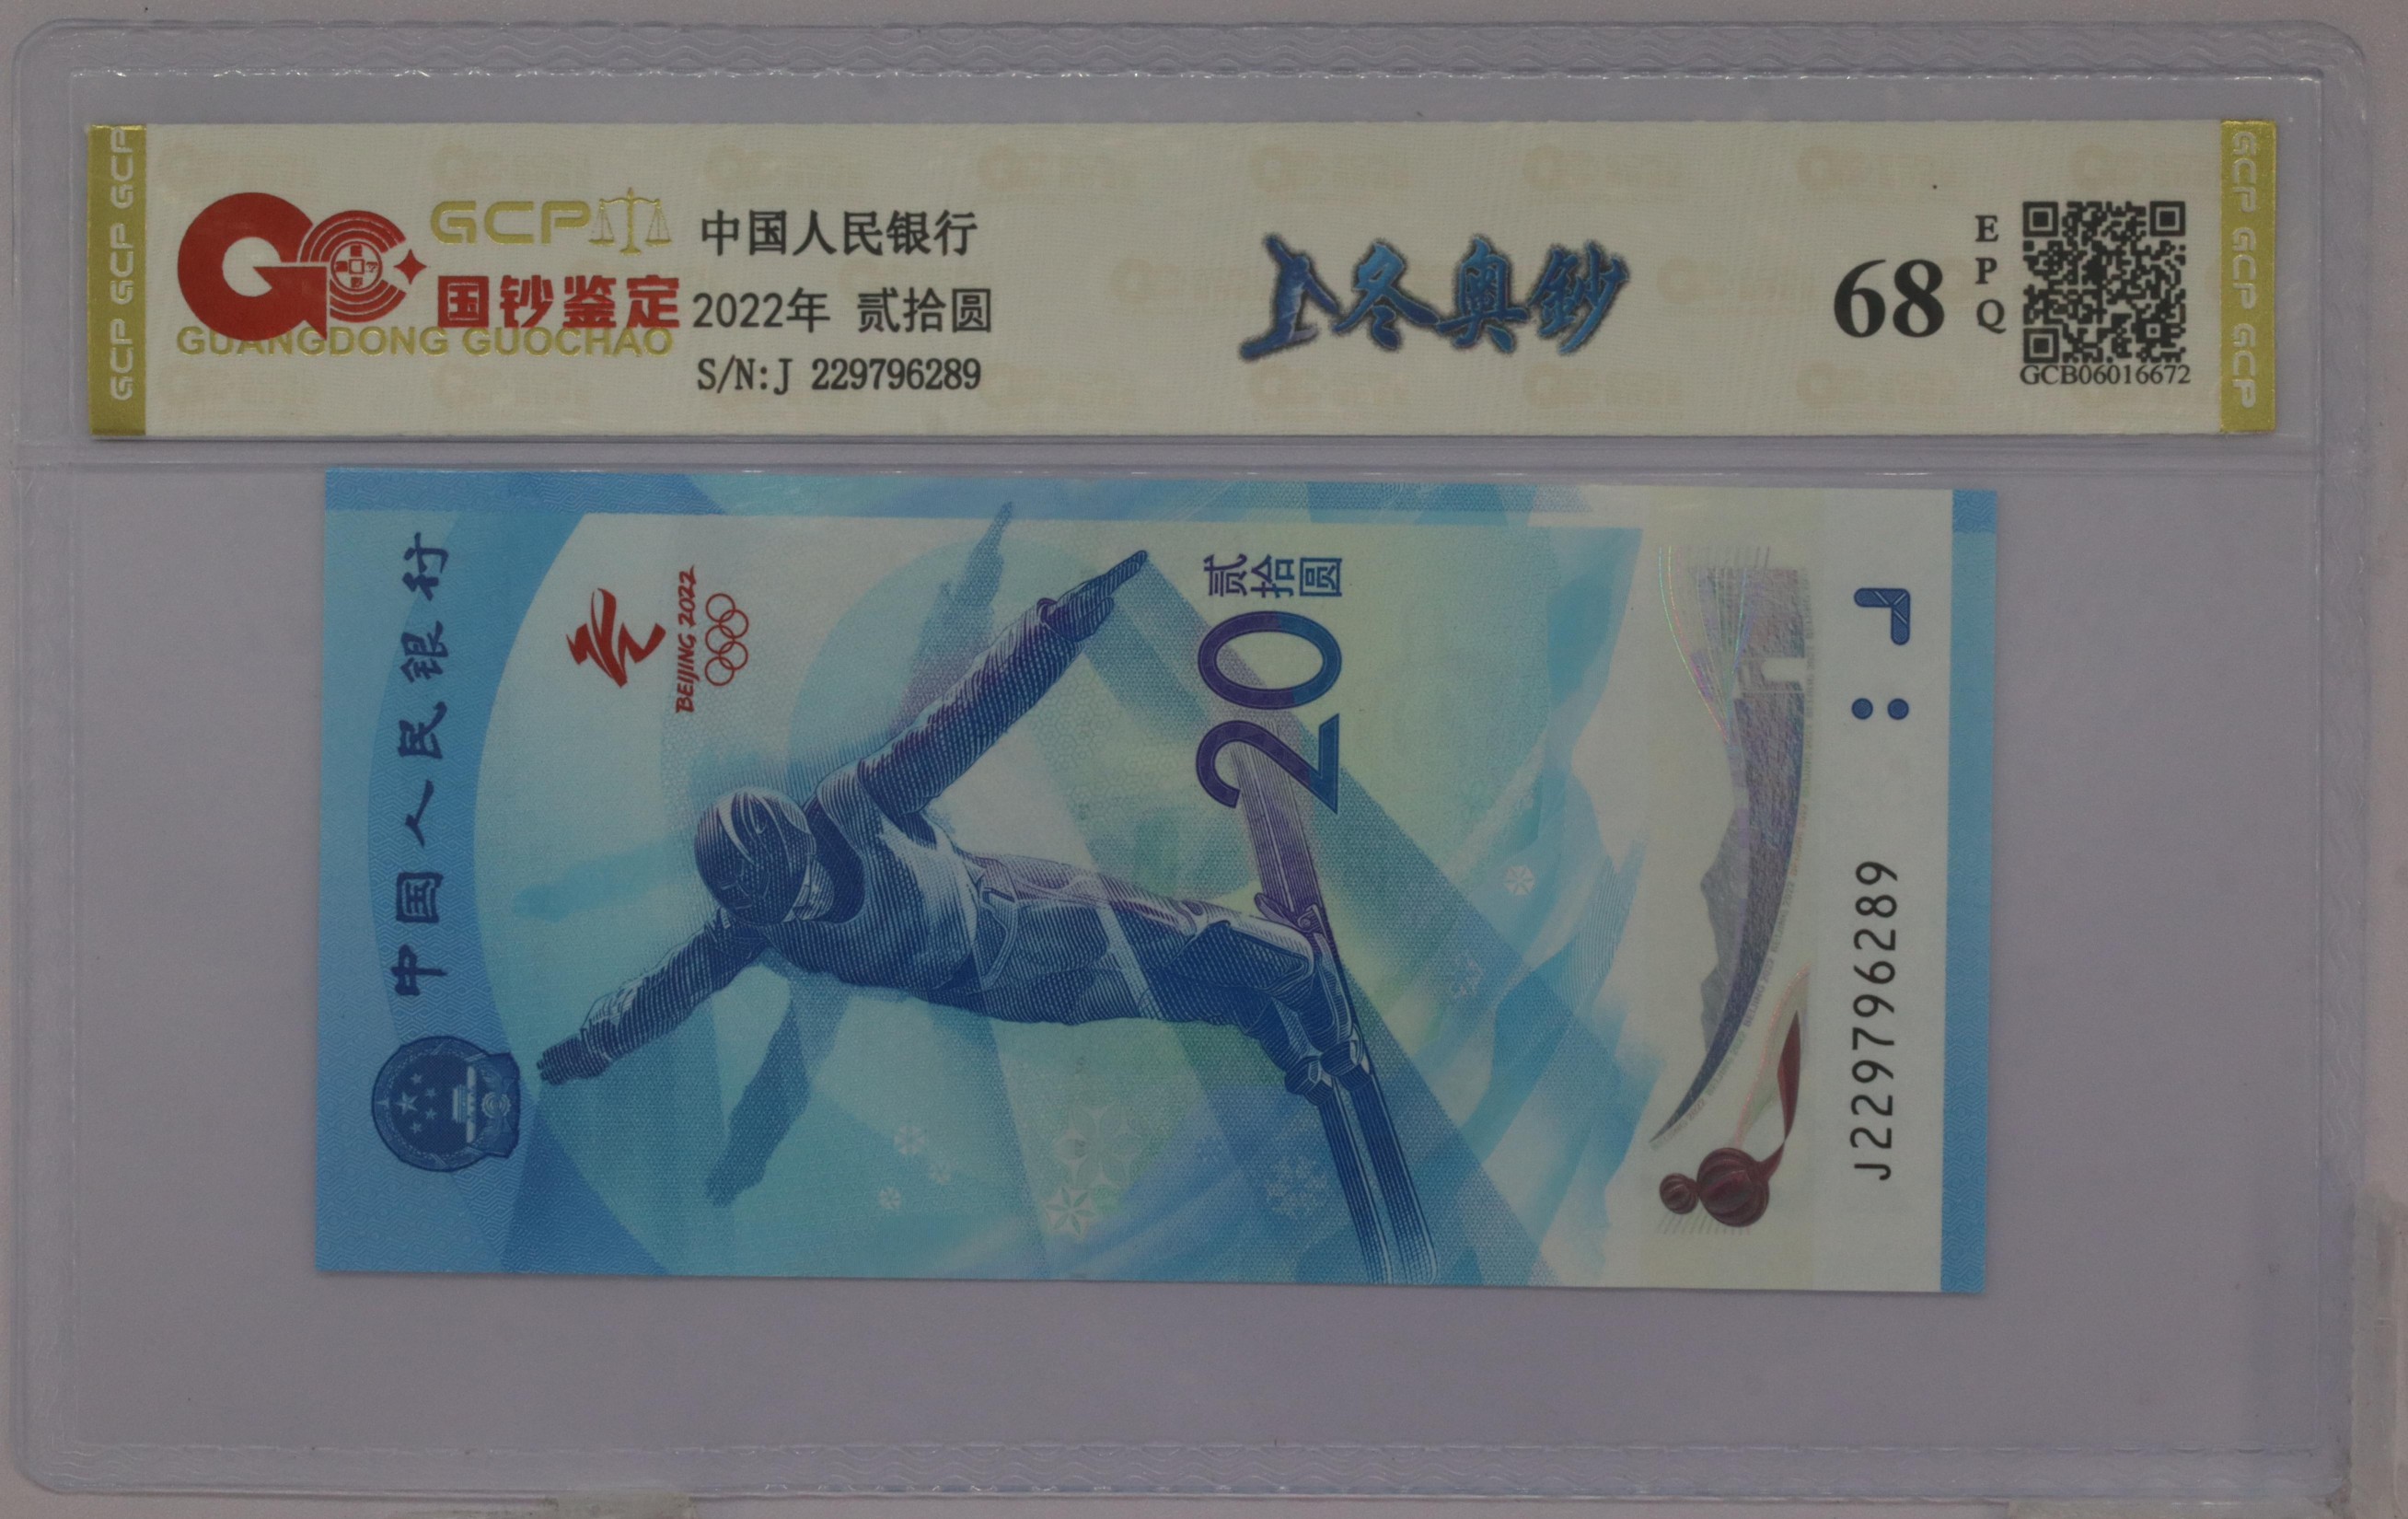 GCP GCP GCP
GCP
国钞鉴定
GUANGDONG GUOCHAO
中国人民银行
2022年 贰拾圆
S/N:J 229796289
冬奥鈔
68
EPQ
GCB06016672
GCP GCP GCP
中国人民银行
BEIJING 2022
贰拾圆
20
J229796289